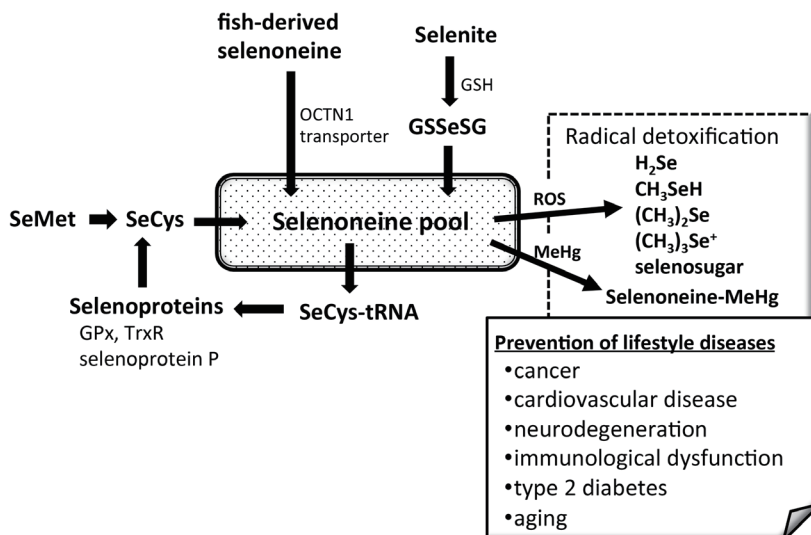 fish-derived
selenoneine
Selenite
GSH
OCTN1
transporter
GSSeSG
Radical detoxification
H₂Se
CH₃SeH
(CH₃)₂Se
(CH₃)₃Se⁺
selenosugar
Selenoneine-MeHg
ROS
MeHg
SeMet
SeCys
Selenoneine pool
Selenoproteins
GPx, TrxR
selenoprotein P
SeCys-tRNA
Prevention of lifestyle diseases
•cancer
•cardiovascular disease
•neurodegeneration
•immunological dysfunction
•type 2 diabetes
•aging